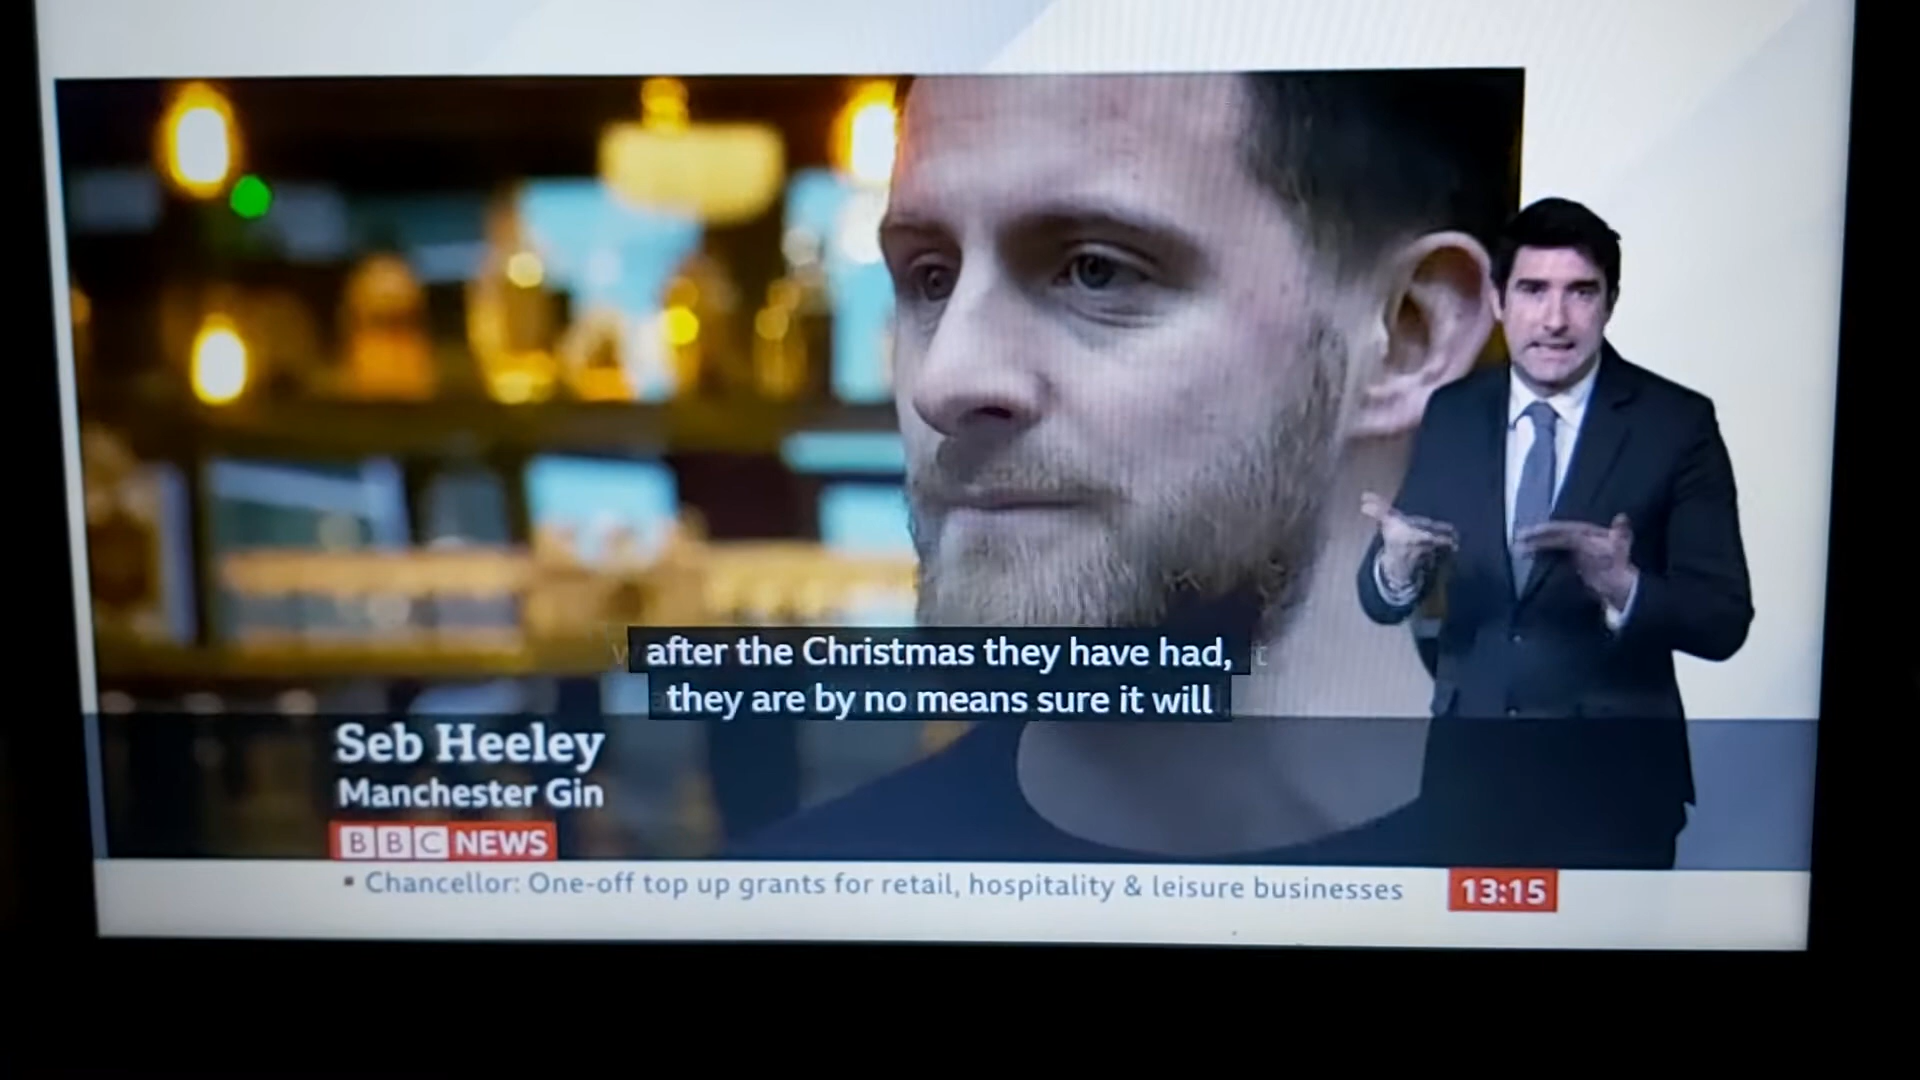 after the Christmas they have had,
they are by no means sure it will
Seb Heeley
Manchester Gin
BBC NEWS
▪ Chancellor: One-off top up grants for retail, hospitality & leisure businesses
13:15